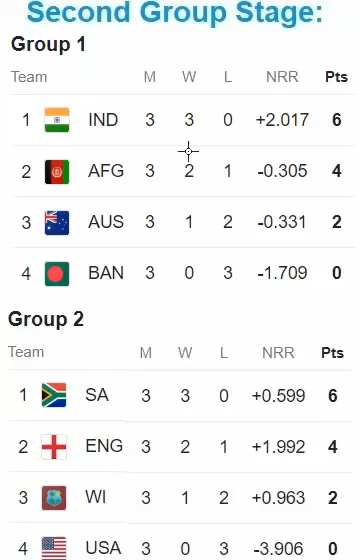 Second Group Stage:
Group 1
Team M W L NRR Pts
1 IND 3 3 0 +2.017 6
2 AFG 3 2 1 -0.305 4
3 AUS 3 1 2 -0.331 2
4 BAN 3 0 3 -1.709 0
Group 2
Team M W L NRR Pts
1 SA 3 3 0 +0.599 6
2 ENG 3 2 1 +1.992 4
3 WI 3 1 2 +0.963 2
4 USA 3 0 3 -3.906 0